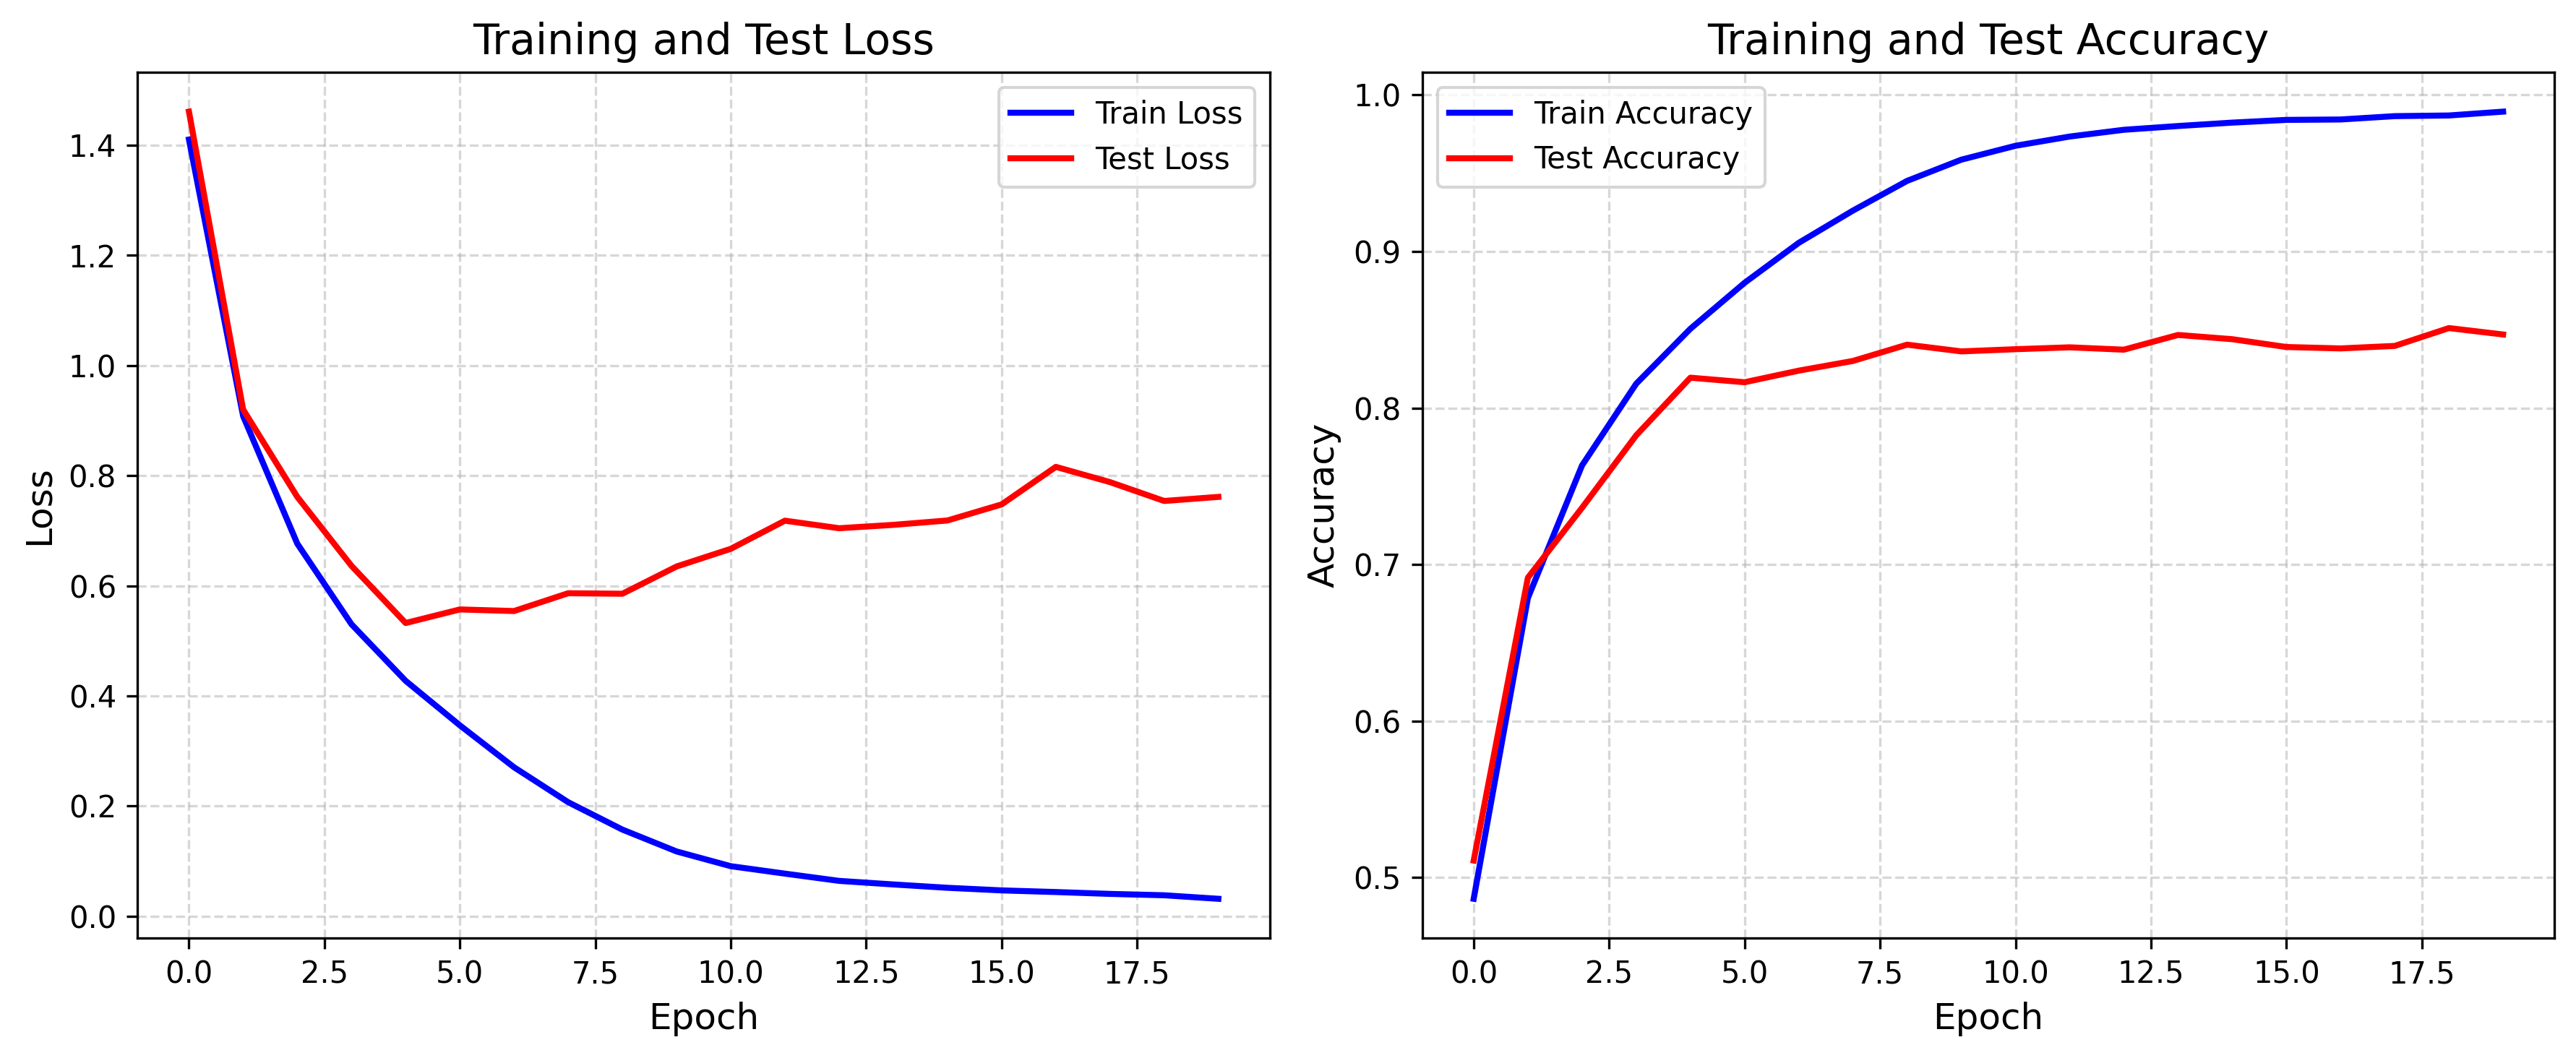 Training and Test Loss
Train Loss
Test Loss
1.4
1.2
1.0
0.8
0.6
0.4
0.2
0.0
Loss
0.0 2.5 5.0 7.5 10.0 12.5 15.0 17.5
Epoch
Training and Test Accuracy
Train Accuracy
Test Accuracy
1.0
0.9
0.8
0.7
0.6
0.5
Accuracy
0.0 2.5 5.0 7.5 10.0 12.5 15.0 17.5
Epoch